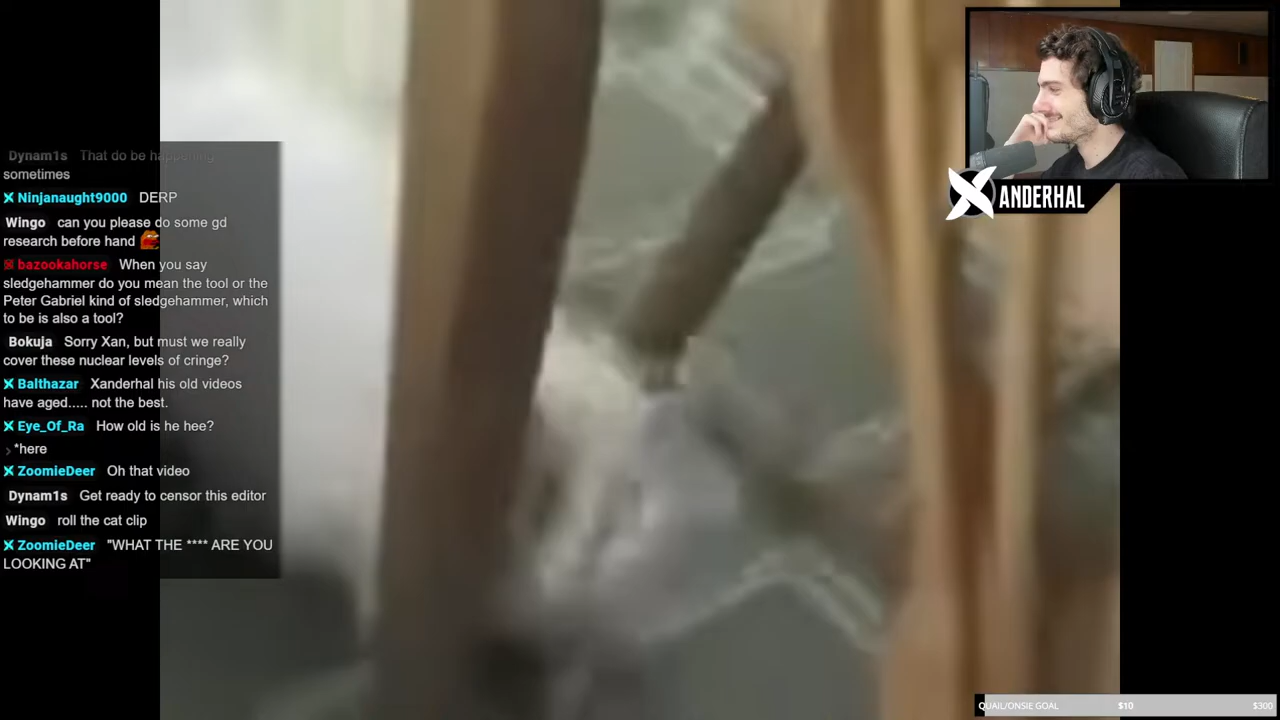 Dynam1s That do be happening
sometimes
Ninjanaught9000 DERP
Wingo can you please do some gd
research before hand
bazookahorse When you say
sledgehammer do you mean the tool or the
Peter Gabriel kind of sledgehammer, which
to be is also a tool?
Bokuja Sorry Xan, but must we really
cover these nuclear levels of cringe?
Balthazar Xanderhal his old videos
have aged..... not the best.
Eye_Of_Ra How old is he hee?
*here
ZoomieDeer Oh that video
Dynam1s Get ready to censor this editor
Wingo roll the cat clip
ZoomieDeer "WHAT THE **** ARE YOU
LOOKING AT"
XANDERHAL
QUAIL/ONSIE GOAL $10 $300